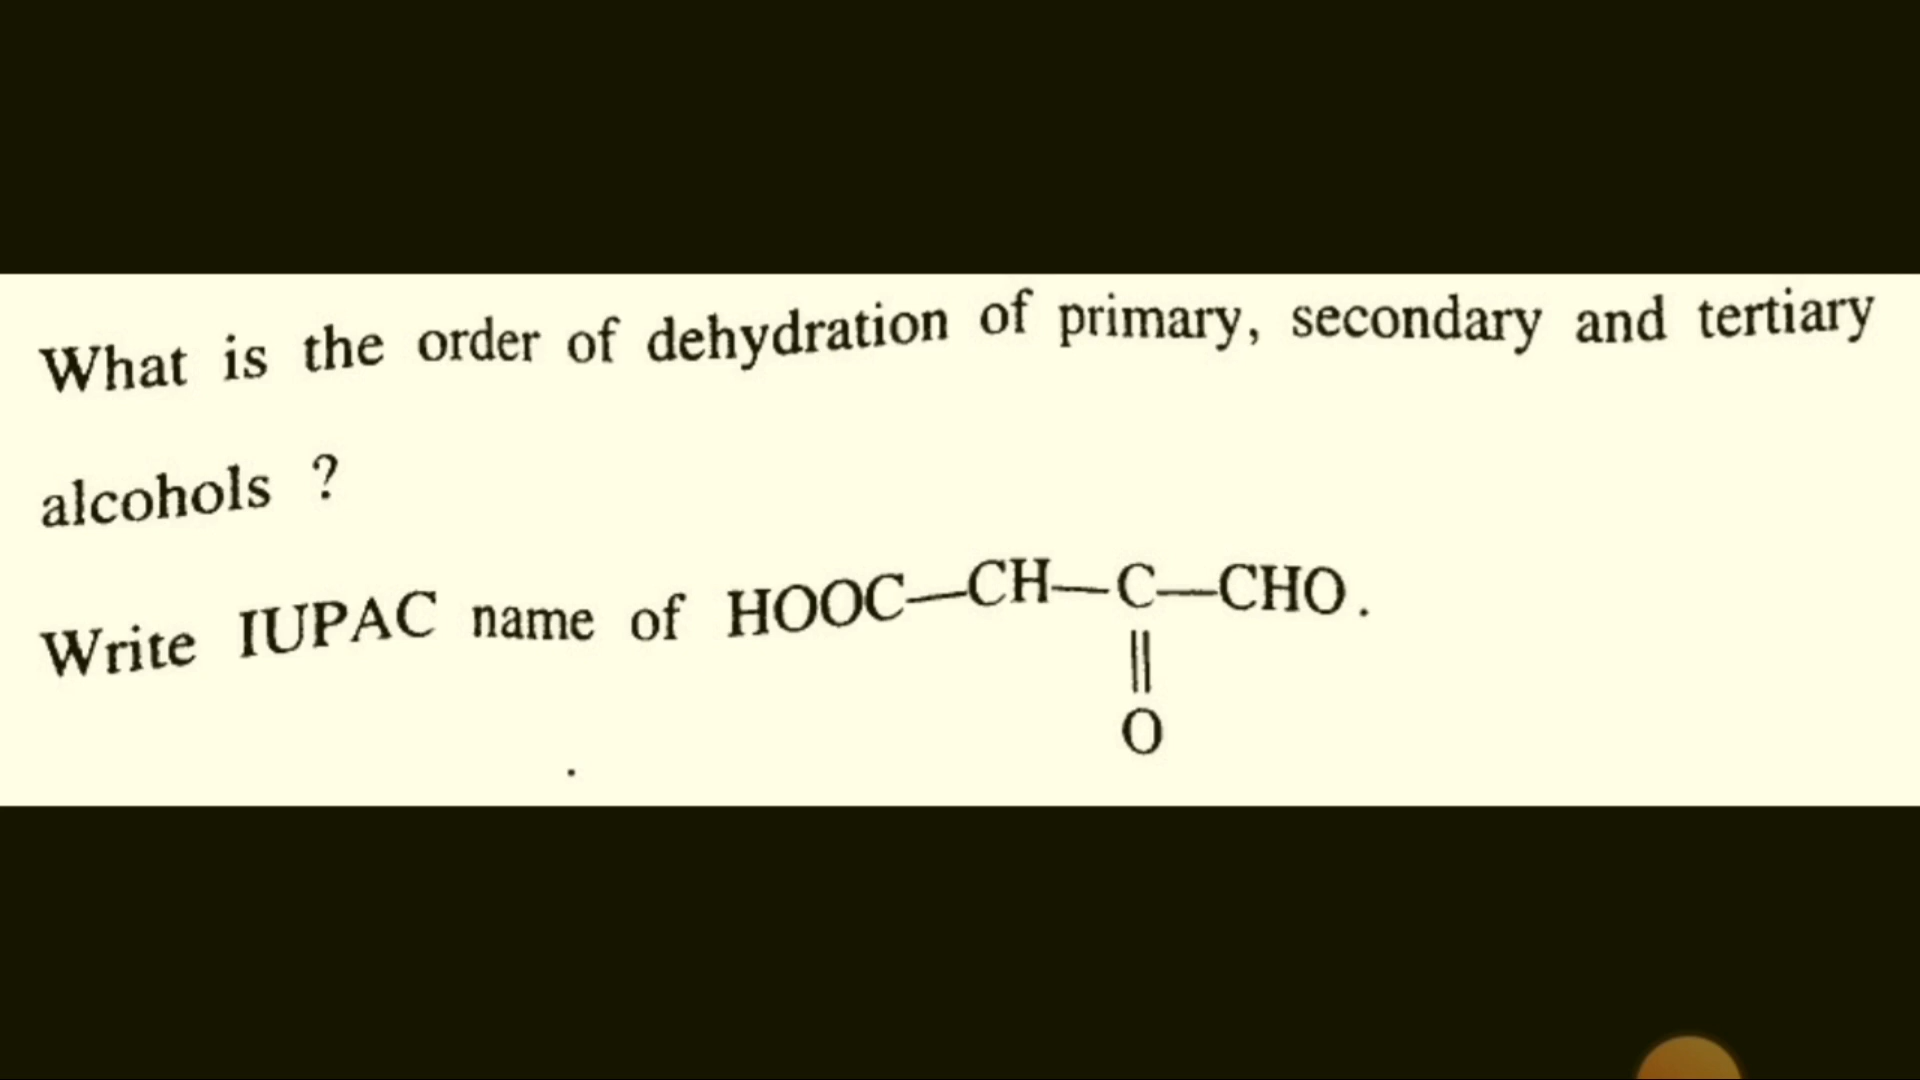 What is the order of dehydration of primary, secondary and tertiary
alcohols ?
Write IUPAC name of HOOC—CH—C—CHO.
||
O